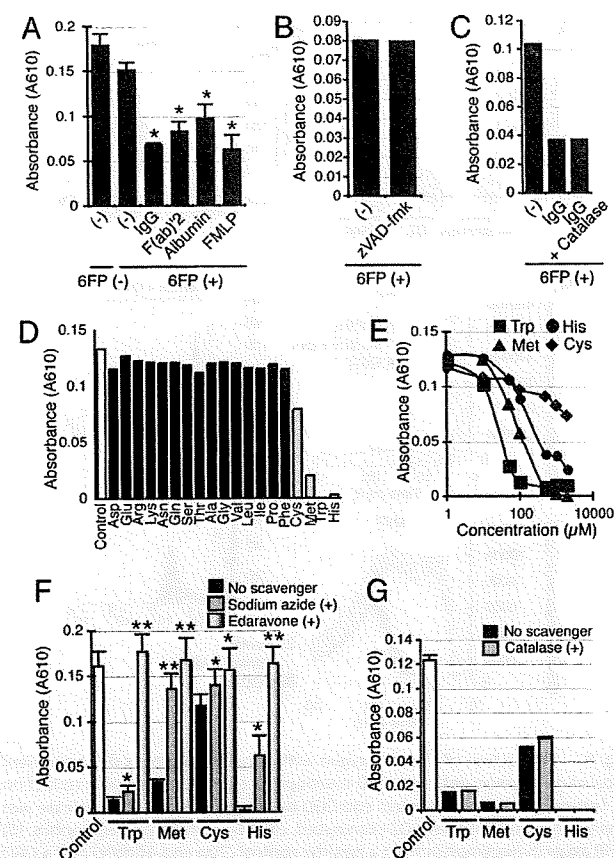 A
Absorbance (A610)
0.2
0.15
0.1
0.05
0
*
*
*
*
(-)
(-)
IgG
F(ab)'2
Albumin
FMLP
6FP (-)
6FP (+)
B
Absorbance (A610)
0.09
0.08
0.07
0.06
0.05
0.04
0.03
0.02
0.01
0
(-)
zVAD-fmk
6FP (+)
C
Absorbance (A610)
0.12
0.1
0.08
0.06
0.04
0.02
0
(-)
IgG
IgG
× Catalase
6FP (+)
D
Absorbance (A610)
0.15
0.1
0.05
0
Control
Asp
Glu
Arg
Lys
Asn
Gln
Ser
Thr
Ala
Gly
Val
Leu
Ile
Pro
Phe
Cys
Met
Trp
His
E
Trp
His
Met
Cys
Absorbance (A610)
0.15
0.1
0.05
0
1
100
1000
Concentration (µM)
F
No scavenger
Sodium azide (+)
Edaravone (+)
Absorbance (A610)
0.2
0.15
0.1
0.05
0
*
**
**
**
*
*
*
**
Control
Trp
Met
Cys
His
G
No scavenger
Catalase (+)
Absorbance (A610)
0.14
0.12
0.1
0.08
0.06
0.04
0.02
0
Control
Trp
Met
Cys
His